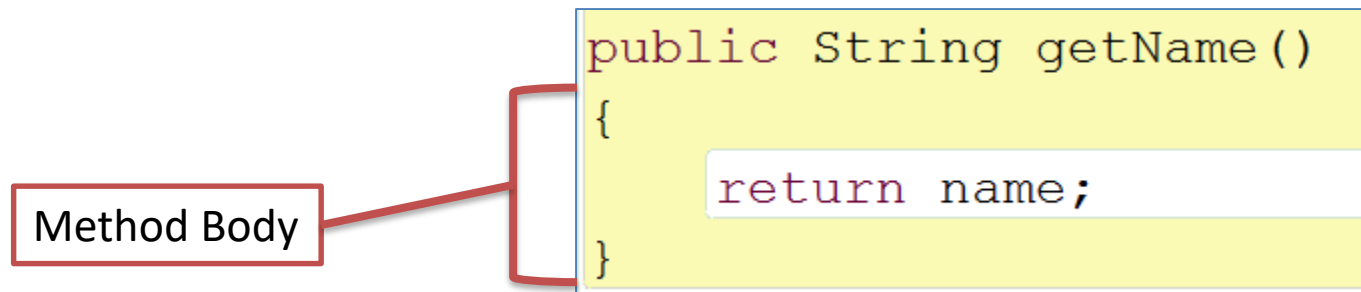 public String getName()
{
return name;
}
Method Body